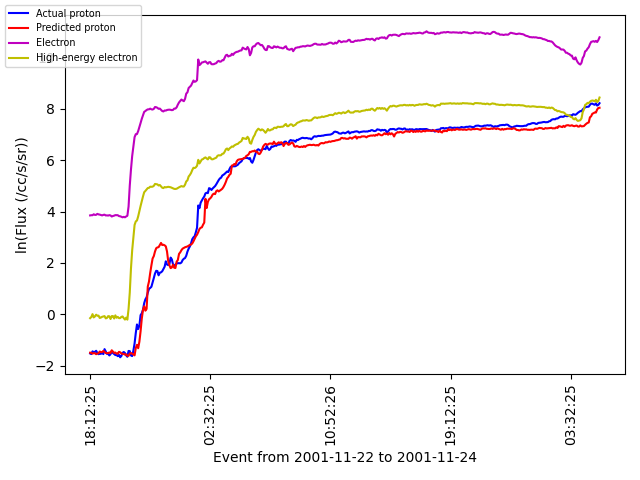 Actual proton
Predicted proton
Electron
High-energy electron
ln(Flux (/cc/s/sr))
8
6
4
2
0
−2
18:12:25
02:32:25
10:52:26
19:12:25
03:32:25
Event from 2001-11-22 to 2001-11-24